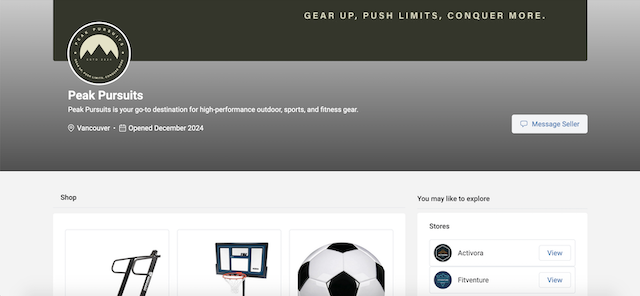 GEAR UP, PUSH LIMITS, CONQUER MORE.
PEAK PURSUITS
Peak Pursuits
Peak Pursuits is your go-to destination for high-performance outdoor, sports, and fitness gear.
Vancouver • Opened December 2024
Message Seller
Shop
You may like to explore
Stores
Activora
View
Fitventure
View